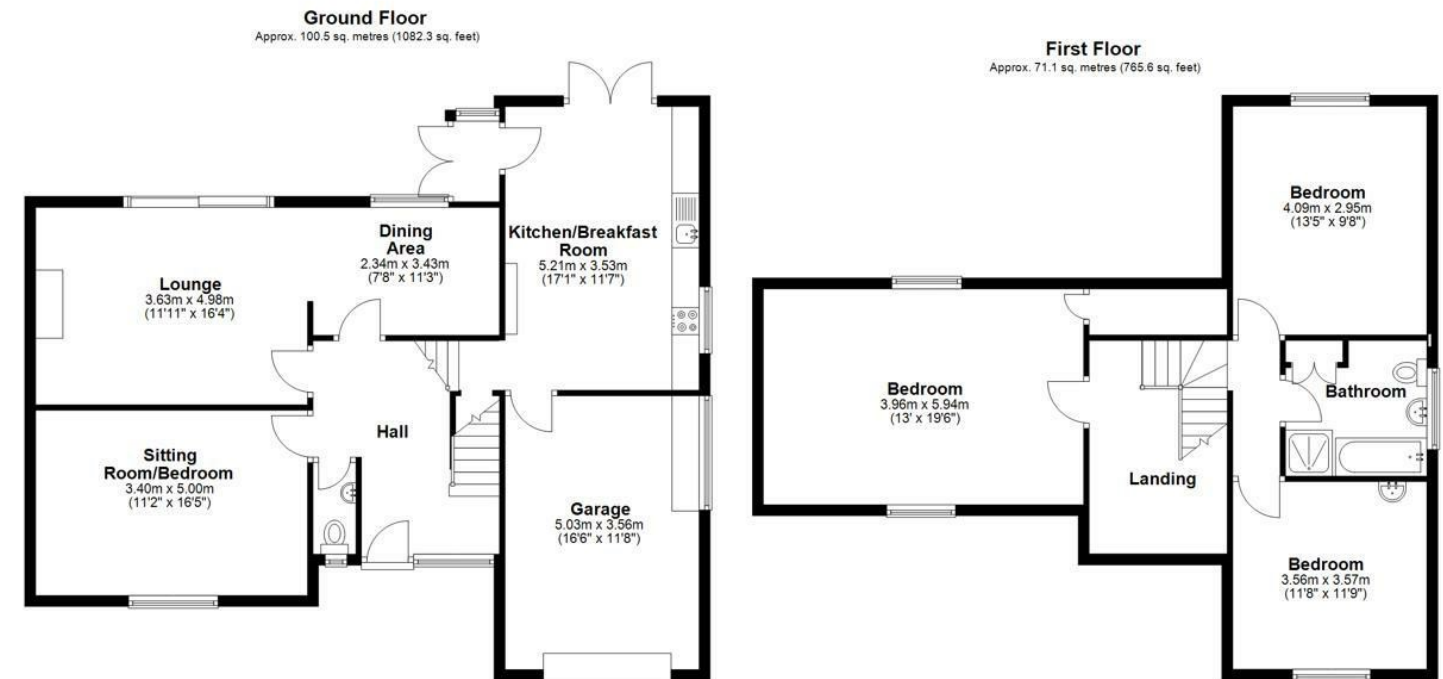 Ground Floor
Approx. 100.5 sq. metres (1082.3 sq. feet)
Dining
Area
2.34m x 3.43m
(7'8" x 11'3")
Kitchen/Breakfast
Room
5.21m x 3.53m
(17'1" x 11'7")
Lounge
3.63m x 4.98m
(11'11" x 16'4")
Hall
Sitting
Room/Bedroom
3.40m x 5.00m
(11'2" x 16'5")
Garage
5.03m x 3.56m
(16'6" x 11'8")
First Floor
Approx. 71.1 sq. metres (765.6 sq. feet)
Bedroom
4.09m x 2.95m
(13'5" x 9'8")
Bedroom
3.96m x 5.94m
(13' x 19'6")
Bathroom
Landing
Bedroom
3.56m x 3.57m
(11'8" x 11'9")